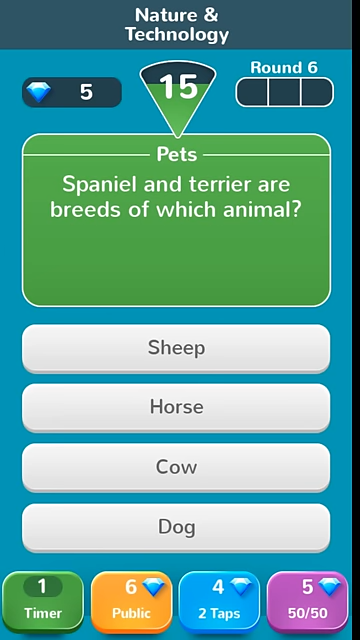 Nature &
Technology
5
15
Round 6
Pets
Spaniel and terrier are
breeds of which animal?
Sheep
Horse
Cow
Dog
1
Timer
6
Public
4
2 Taps
5
50/50